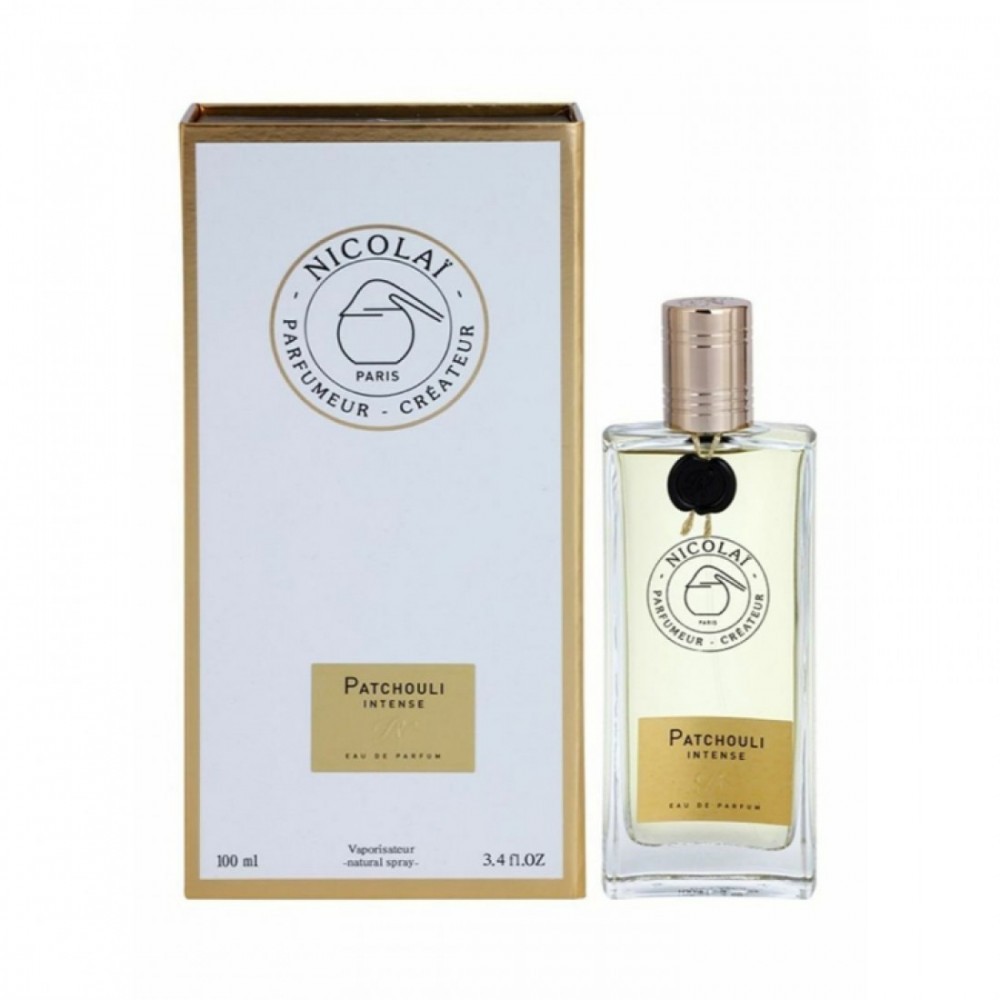 NICOLAÏ
PARIS
PARFUMEUR - CRÉATEUR
PATCHOULI
INTENSE
EAU DE PARFUM
100 ml
Vaporisateur
-natural spray-
3.4 fl.OZ
NICOLAÏ
PARIS
PARFUMEUR - CRÉATEUR
PATCHOULI
INTENSE
EAU DE PARFUM